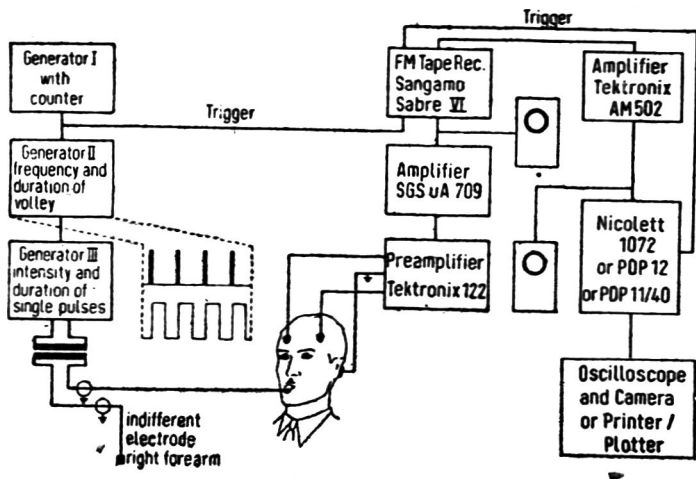 Generator I
with
counter
Trigger
Generator II
frequency and
duration of
volley
Generator III
intensity and
duration of
single pulses
indifferent
electrode
right forearm
Trigger
FM Tape Rec.
Sangamo
Sabre VI
Amplifier
SGS uA 709
Preamplifier
Tektronix 122
Amplifier
Tektronix
AM 502
Nicolett
1072
or PDP 12
or PDP 11/40
Oscilloscope
and Camera
or Printer /
Plotter